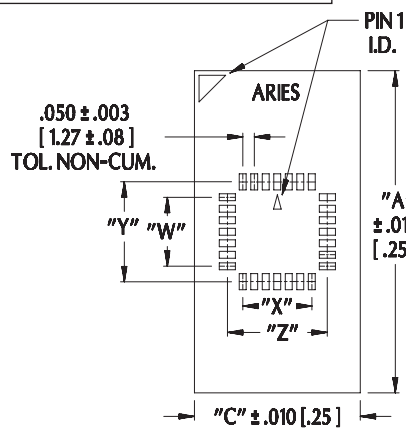 PIN 1
I.D.
ARIES
.050 ± .003
[ 1.27 ± .08 ]
TOL. NON-CUM.
"Y"
"W"
"A
± .01
[ .25
"X"
"Z"
"C" ± .010 [ .25 ]